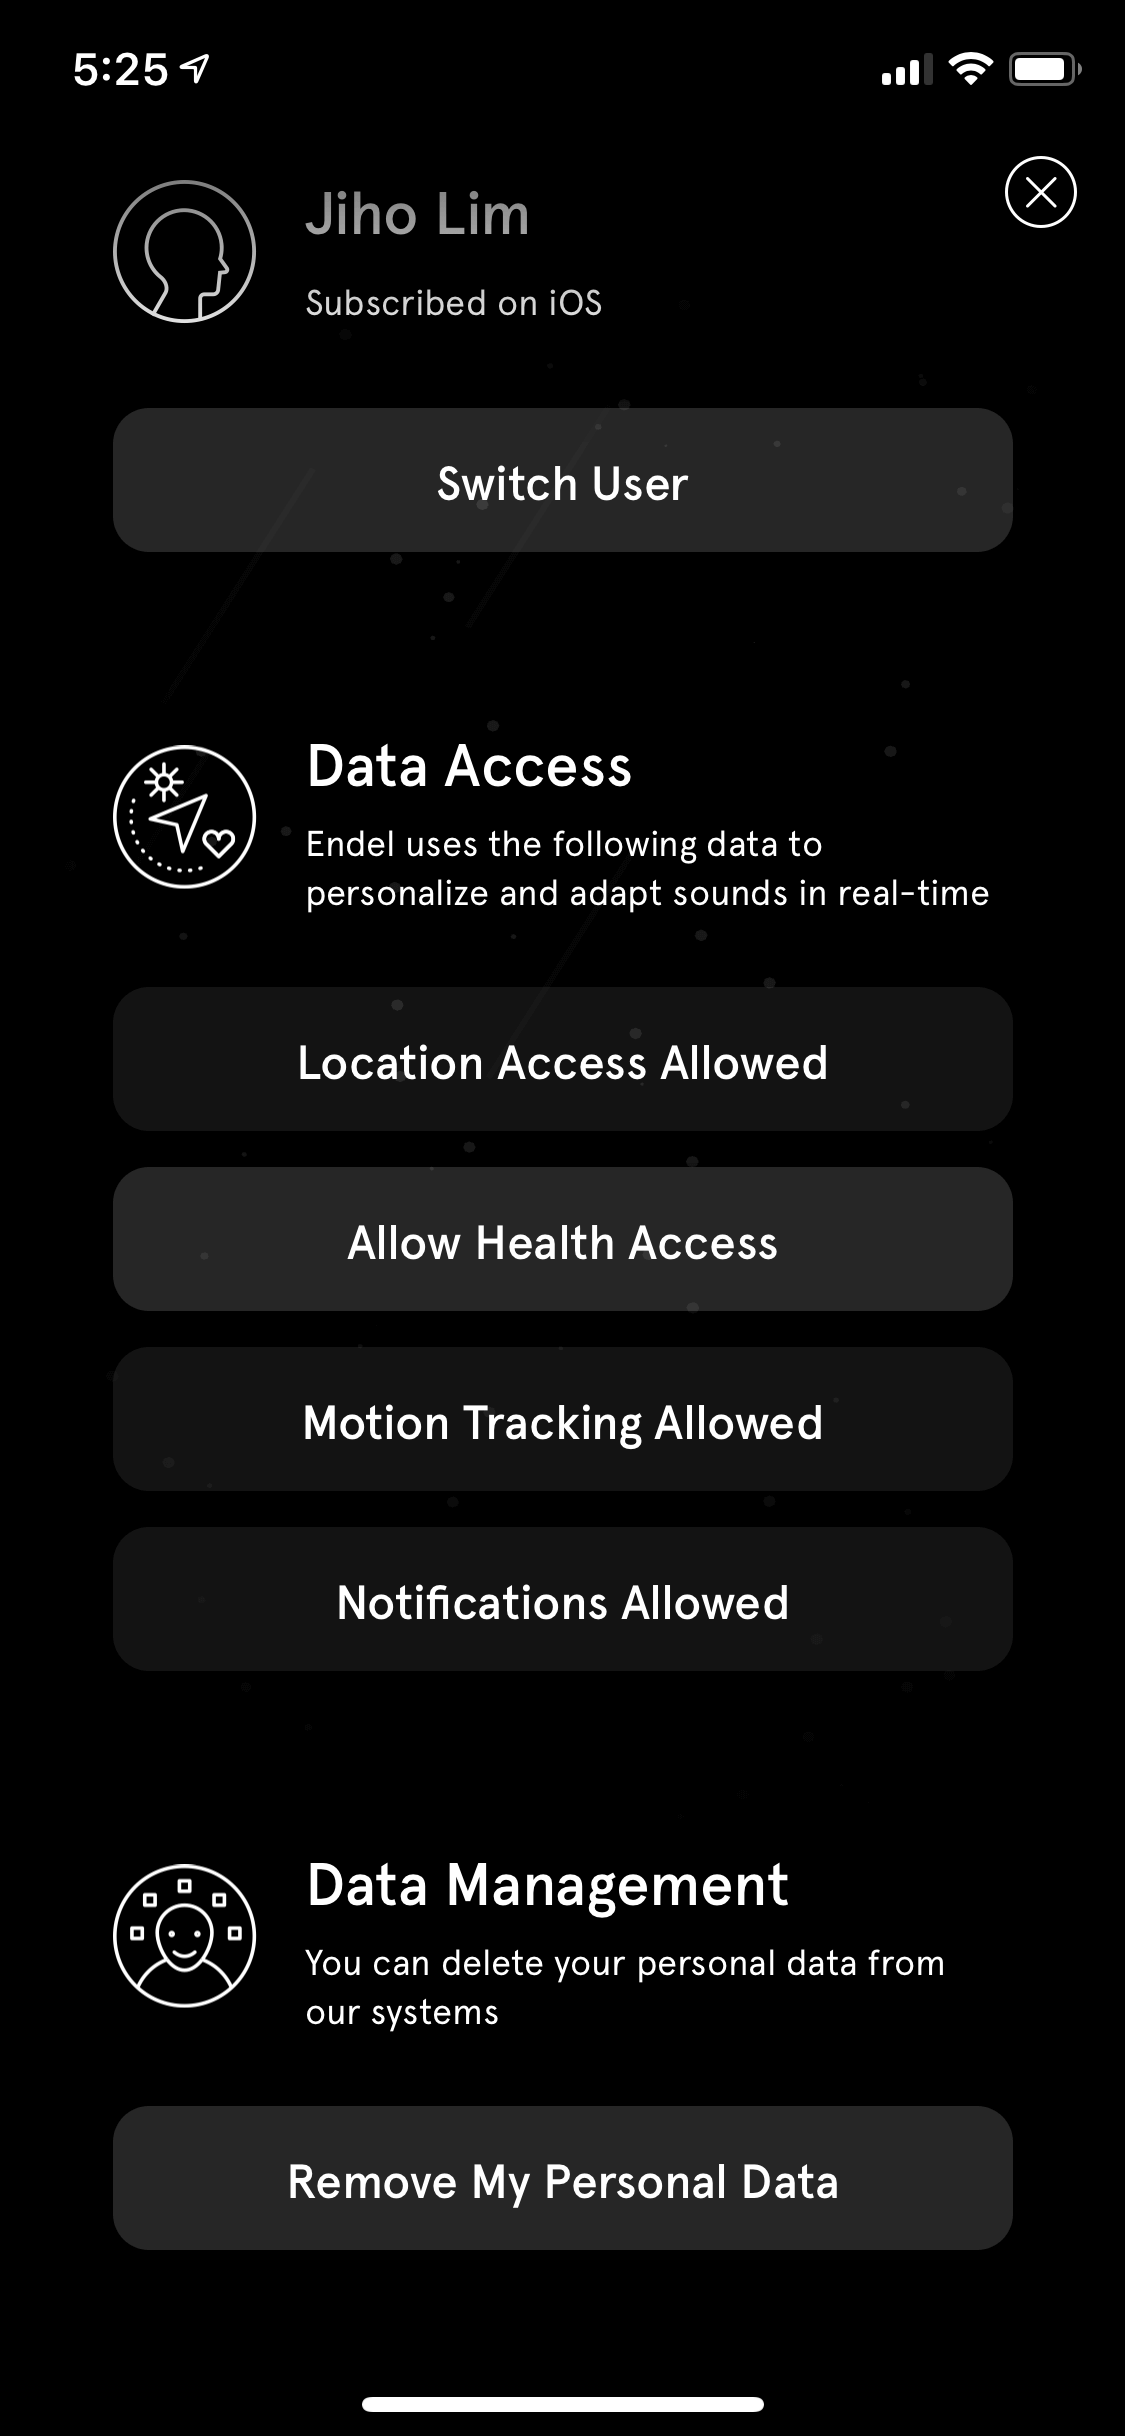 5:25
Jiho Lim
Subscribed on iOS
Switch User
Data Access
Endel uses the following data to
personalize and adapt sounds in real-time
Location Access Allowed
Allow Health Access
Motion Tracking Allowed
Notifications Allowed
Data Management
You can delete your personal data from
our systems
Remove My Personal Data